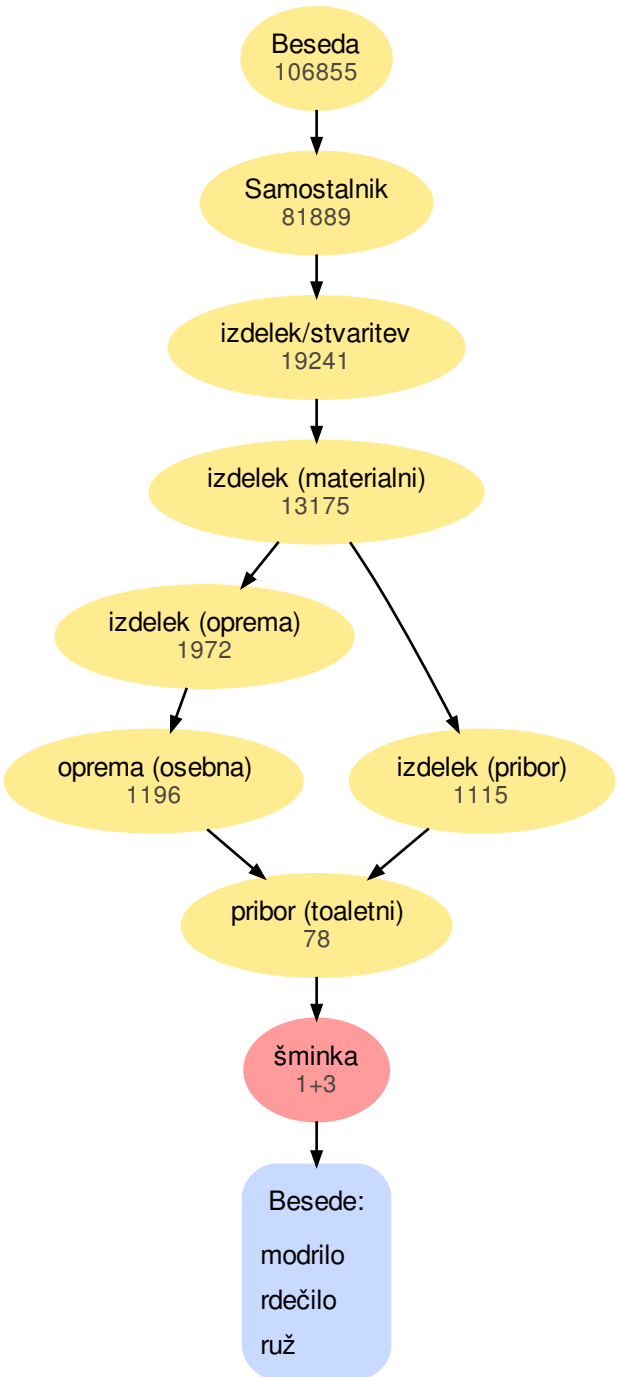 Beseda
106855
Samostalnik
81889
izdelek/stvaritev
19241
izdelek (materialni)
13175
izdelek (oprema)
1972
oprema (osebna)
1196
izdelek (pribor)
1115
pribor (toaletni)
78
šminka
1+3
Besede:
modrilo
rdečilo
ruž